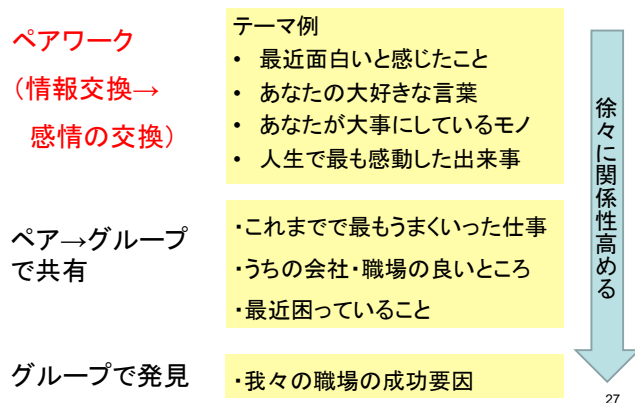 ペアワーク
（情報交換→
感情の交換）
テーマ例
• 最近面白いと感じたこと
• あなたの大好きな言葉
• あなたが大事にしているモノ
• 人生で最も感動した出来事
ペア→グループ
で共有
・これまでで最もうまくいった仕事
・うちの会社・職場の良いところ
・最近困っていること
グループで発見
・我々の職場の成功要因
徐々に関係性高める
27